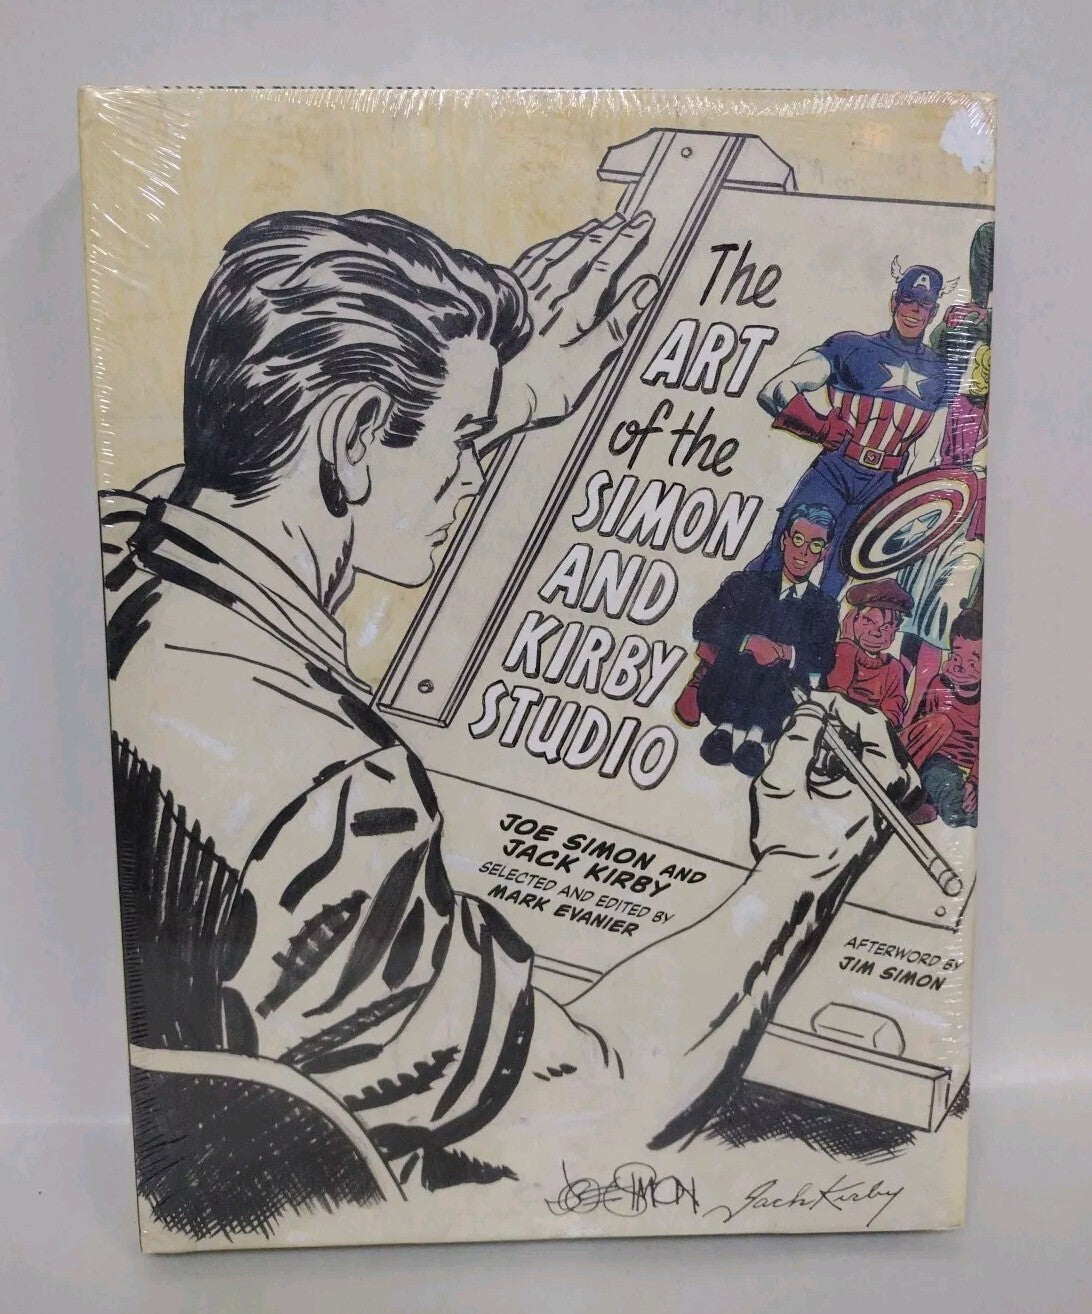 The
ART
of the
SIMON
AND
KIRBY
STUDIO
A
JOE SIMON AND
JACK KIRBY
SELECTED AND EDITED BY
MARK EVANIER
AFTERWORD BY
JIM SIMON
JOE SIMON
Jack Kirby